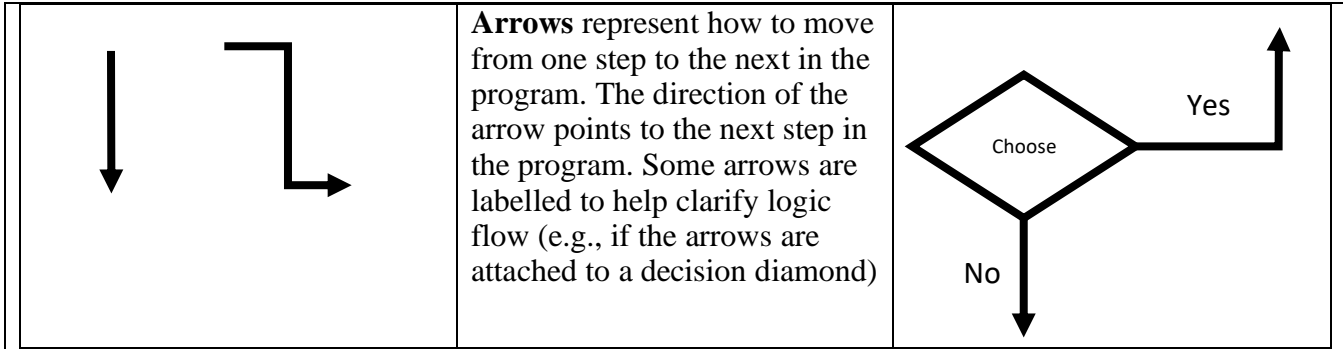 Arrows represent how to move
from one step to the next in the
program. The direction of the
arrow points to the next step in
the program. Some arrows are
labelled to help clarify logic
flow (e.g., if the arrows are
attached to a decision diamond)
Yes
Choose
No